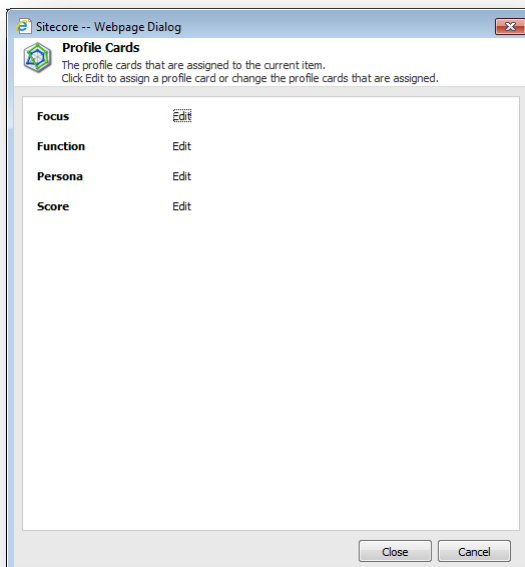 Sitecore -- Webpage Dialog
Profile Cards
The profile cards that are assigned to the current item.
Click Edit to assign a profile card or change the profile cards that are assigned.
Focus Edit
Function Edit
Persona Edit
Score Edit
Close Cancel